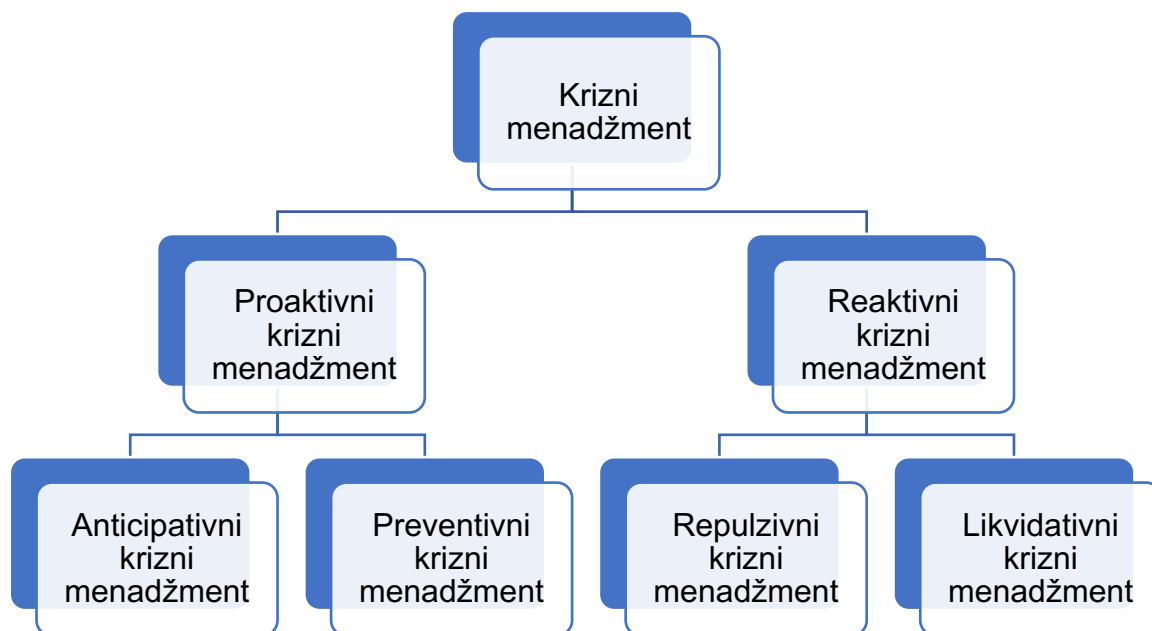 Krizni
menadžment
Proaktivni
krizni
menadžment
Reaktivni
krizni
menadžment
Anticipativni
krizni
menadžment
Preventivni
krizni
menadžment
Repulzivni
krizni
menadžment
Likvidativni
krizni
menadžment